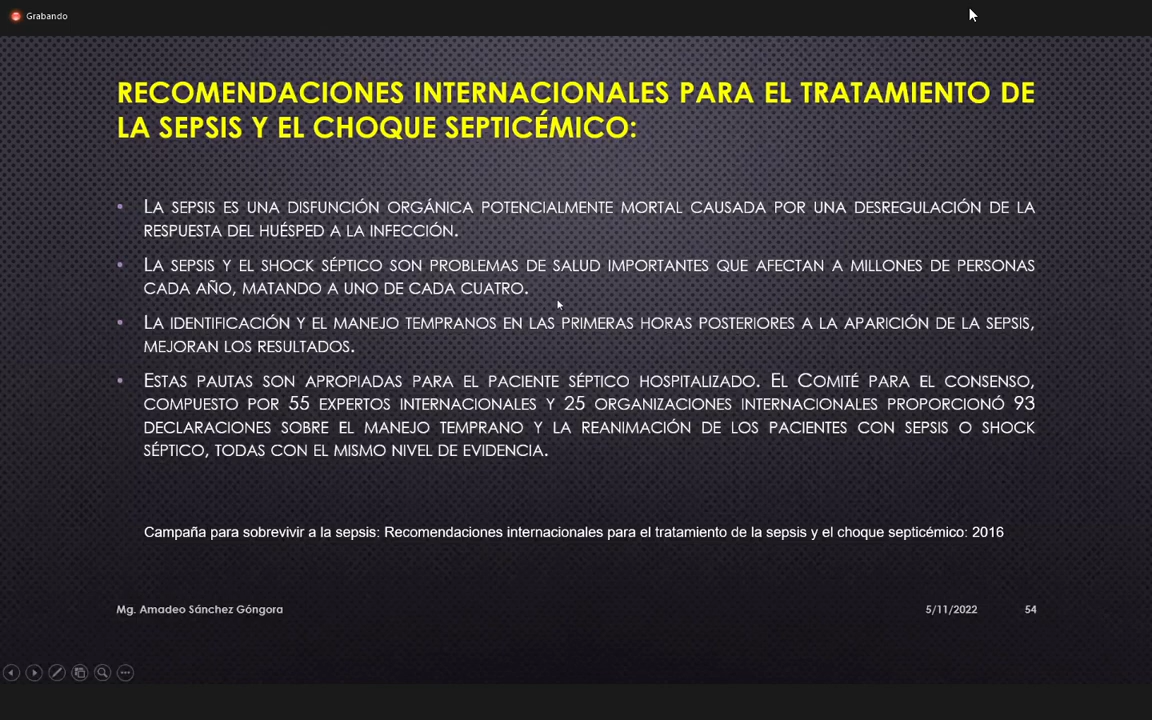 Grabando
RECOMENDACIONES INTERNACIONALES PARA EL TRATAMIENTO DE
LA SEPSIS Y EL CHOQUE SEPTICÉMICO:
• LA SEPSIS ES UNA DISFUNCIÓN ORGÁNICA POTENCIALMENTE MORTAL CAUSADA POR UNA DESREGULACIÓN DE LA
RESPUESTA DEL HUÉSPED A LA INFECCIÓN.
• LA SEPSIS Y EL SHOCK SÉPTICO SON PROBLEMAS DE SALUD IMPORTANTES QUE AFECTAN A MILLONES DE PERSONAS
CADA AÑO, MATANDO A UNO DE CADA CUATRO.
• LA IDENTIFICACIÓN Y EL MANEJO TEMPRANOS EN LAS PRIMERAS HORAS POSTERIORES A LA APARICIÓN DE LA SEPSIS,
MEJORAN LOS RESULTADOS.
• ESTAS PAUTAS SON APROPIADAS PARA EL PACIENTE SÉPTICO HOSPITALIZADO. EL COMITÉ PARA EL CONSENSO,
COMPUESTO POR 55 EXPERTOS INTERNACIONALES Y 25 ORGANIZACIONES INTERNACIONALES PROPORCIONÓ 93
DECLARACIONES SOBRE EL MANEJO TEMPRANO Y LA REANIMACIÓN DE LOS PACIENTES CON SEPSIS O SHOCK
SÉPTICO, TODAS CON EL MISMO NIVEL DE EVIDENCIA.
Campaña para sobrevivir a la sepsis: Recomendaciones internacionales para el tratamiento de la sepsis y el choque septicémico: 2016
Mg. Amadeo Sánchez Góngora 5/11/2022 54